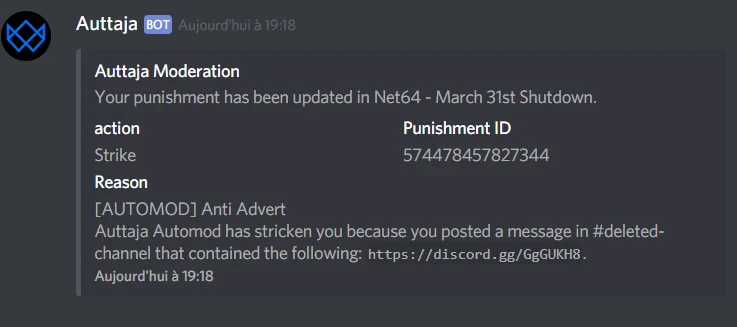 Auttaja BOT Aujourd'hui à 19:18
Auttaja Moderation
Your punishment has been updated in Net64 - March 31st Shutdown.
action Punishment ID
Strike 574478457827344
Reason
[AUTOMOD] Anti Advert
Auttaja Automod has stricken you because you posted a message in #deleted-
channel that contained the following: https://discord.gg/GgGUKH8.
Aujourd'hui à 19:18